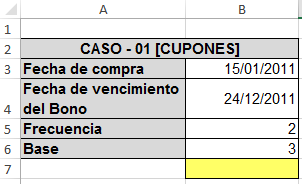 A B
1
2 CASO - 01 [CUPONES]
3 Fecha de compra 15/01/2011
4 Fecha de vencimiento
del Bono 24/12/2011
5 Frecuencia 2
6 Base 3
7